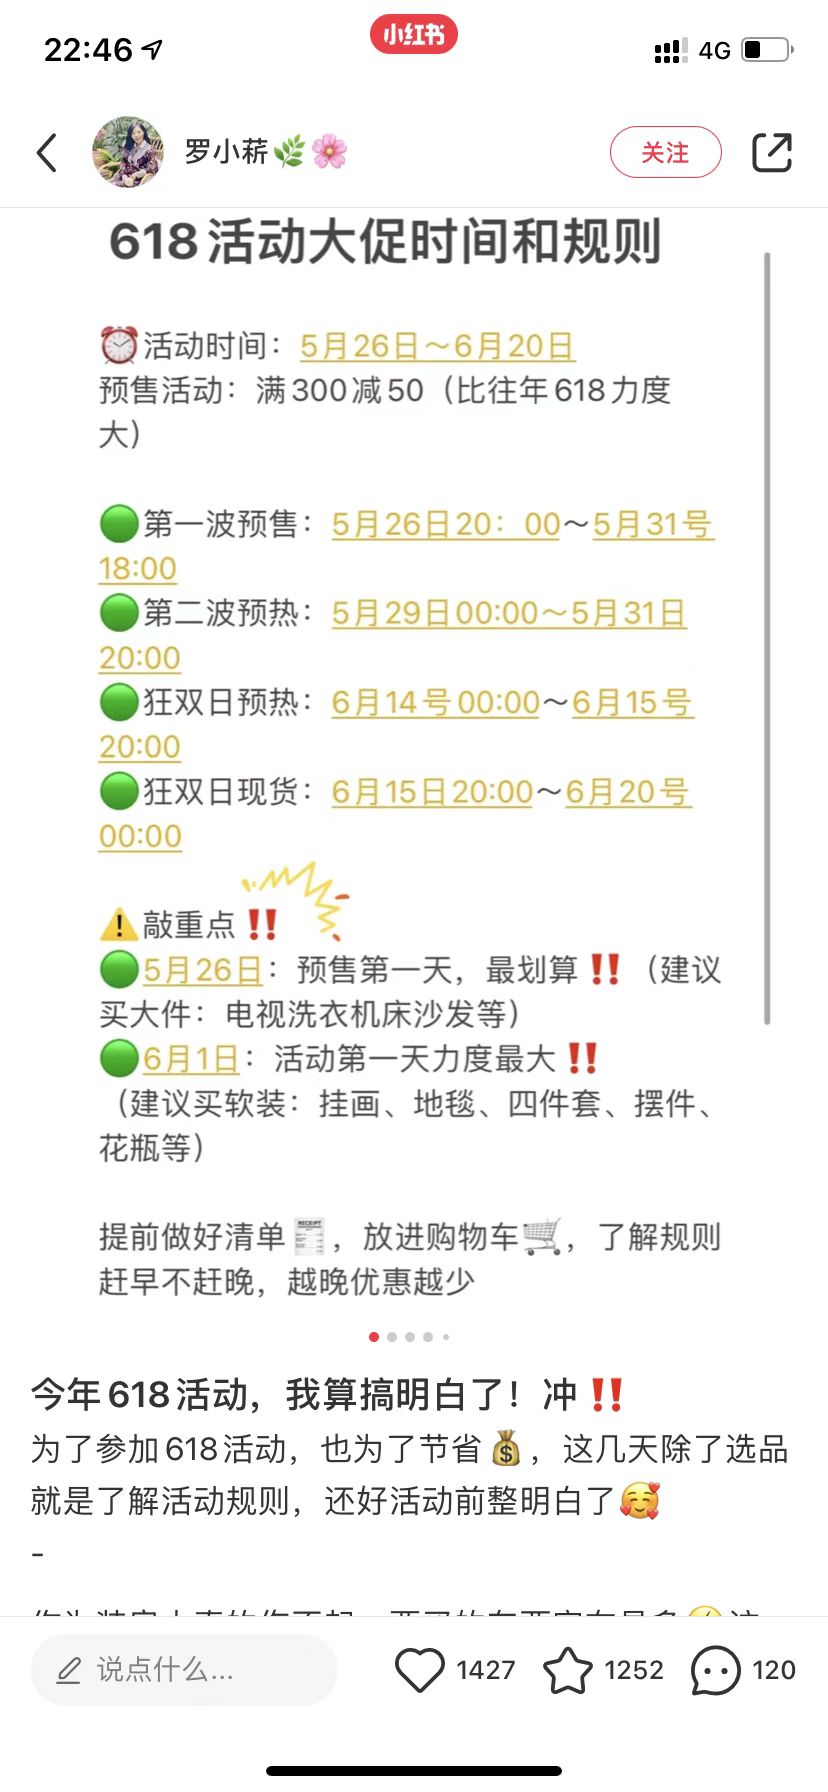 22:46
小红书
4G
罗小菥🌿🌸
关注
618活动大促时间和规则
⏰活动时间：5月26日～6月20日
预售活动：满300减50（比往年618力度
大）
🟢第一波预售：5月26日20：00～5月31号
18:00
🟢第二波预热：5月29日00:00～5月31日
20:00
🟢狂双日预热：6月14号00:00～6月15号
20:00
🟢狂双日现货：6月15日20:00～6月20号
00:00
⚠️敲重点‼️
🟢5月26日：预售第一天，最划算‼️（建议
买大件：电视洗衣机床沙发等）
🟢6月1日：活动第一天力度最大‼️
（建议买软装：挂画、地毯、四件套、摆件、
花瓶等）
提前做好清单🧾，放进购物车🛒，了解规则
赶早不赶晚，越晚优惠越少
今年618活动，我算搞明白了！冲‼️
为了参加618活动，也为了节省💰，这几天除了选品
就是了解活动规则，还好活动前整明白了🥰
-
说点什么...
1427
1252
120